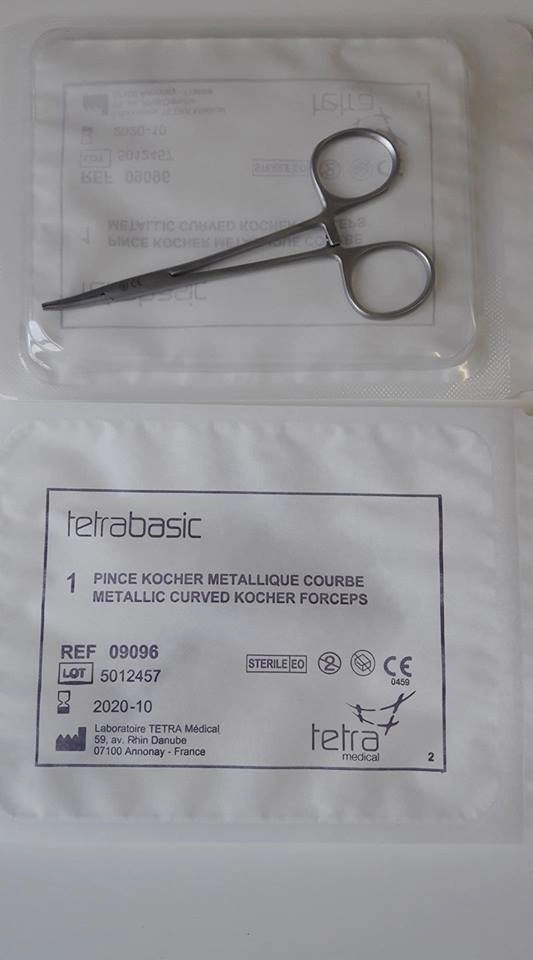 tetrabasic
1 PINCE KOCHER METALLIQUE COURBE
METALLIC CURVED KOCHER FORCEPS
REF 09096
LOT 5012457
STERILE EO
2
CE
0459
2020-10
Laboratoire TETRA Médical
59, av. Rhin Danube
07100 Annonay - France
tetra
medical
2